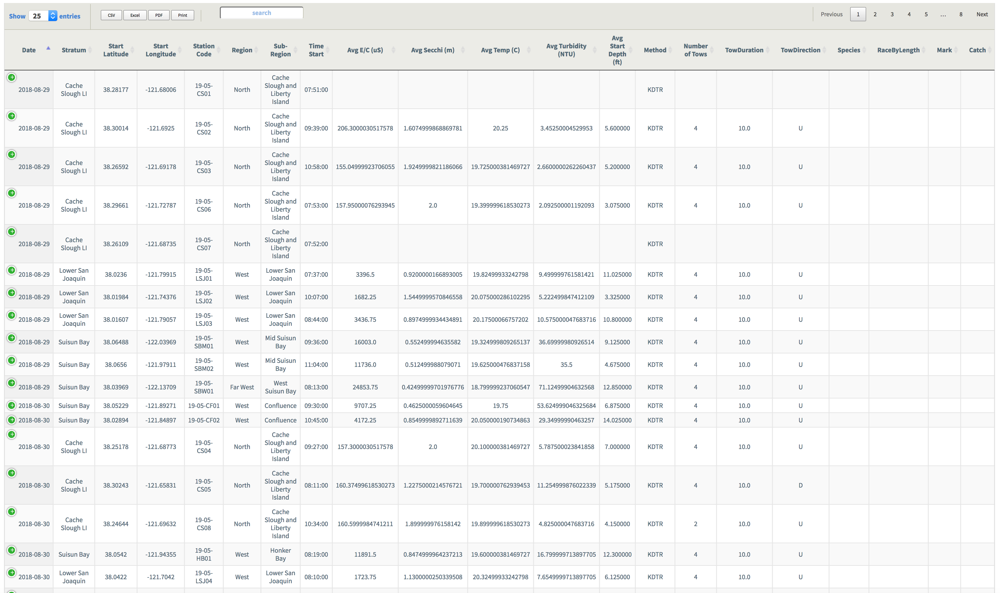 Show 25 entries CSV Excel PDF Print search Previous 1 2 3 4 5 ... 8 Next
Date Stratum Start Latitude Start Longitude Station Code Region Sub-Region Time Start Avg E/C (uS) Avg Secchi (m) Avg Temp (C) Avg Turbidity (NTU) Avg Start Depth (ft) Method Number of Tows TowDuration TowDirection Species RaceByLength Mark Catch
2018-08-29 Cache Slough LI 38.28177 -121.68006 19-05-CS01 North Cache Slough and Liberty Island 07:51:00 KDTR
2018-08-29 Cache Slough LI 38.30014 -121.6925 19-05-CS02 North Cache Slough and Liberty Island 09:39:00 206.3000030517578 1.6074999868869781 20.25 3.45250004529953 5.600000 KDTR 4 10.0 U
2018-08-29 Cache Slough LI 38.26592 -121.69178 19-05-CS03 North Cache Slough and Liberty Island 10:58:00 155.04999923706055 1.9249999821186066 19.725000381469727 2.6600000262260437 5.200000 KDTR 4 10.0 U
2018-08-29 Cache Slough LI 38.29661 -121.72787 19-05-CS06 North Cache Slough and Liberty Island 07:53:00 157.95000076293945 2.0 19.399999618530273 2.092500001192093 3.075000 KDTR 4 10.0 U
2018-08-29 Cache Slough LI 38.26109 -121.68735 19-05-CS07 North Cache Slough and Liberty Island 07:52:00 KDTR
2018-08-29 Lower San Joaquin 38.0236 -121.79915 19-05-LSJ01 West Lower San Joaquin 07:37:00 3396.5 0.9200000166893005 19.82499933242798 9.499999761581421 11.025000 KDTR 4 10.0 U
2018-08-29 Lower San Joaquin 38.01984 -121.74376 19-05-LSJ02 West Lower San Joaquin 10:07:00 1682.25 1.5449999570846558 20.075000286102295 5.222499847412109 3.325000 KDTR 4 10.0 U
2018-08-29 Lower San Joaquin 38.01607 -121.79057 19-05-LSJ03 West Lower San Joaquin 08:44:00 3436.75 0.8974999934434891 20.17500066757202 10.575000047683716 10.800000 KDTR 4 10.0 U
2018-08-29 Suisun Bay 38.06488 -122.03969 19-05-SBM01 West Mid Suisun Bay 09:36:00 16003.0 0.552499994635582 19.324999809265137 36.69999980926514 9.125000 KDTR 4 10.0 U
2018-08-29 Suisun Bay 38.0656 -121.97911 19-05-SBM02 West Mid Suisun Bay 11:04:00 11736.0 0.512499988079071 19.625000476837158 35.5 4.675000 KDTR 4 10.0 U
2018-08-29 Suisun Bay 38.03969 -122.13709 19-05-SBW01 Far West West Suisun Bay 08:13:00 24853.75 0.42499999701976776 18.799999237060547 71.12499904632568 12.850000 KDTR 4 10.0 U
2018-08-30 Suisun Bay 38.05229 -121.89271 19-05-CF01 West Confluence 09:30:00 9707.25 0.4625000059604645 19.75 53.624999046325684 6.875000 KDTR 4 10.0 U
2018-08-30 Suisun Bay 38.02894 -121.84897 19-05-CF02 West Confluence 10:45:00 4172.25 0.8549999892711639 20.050000190734863 29.34999990463257 14.025000 KDTR 4 10.0 U
2018-08-30 Cache Slough LI 38.25178 -121.68773 19-05-CS04 North Cache Slough and Liberty Island 09:27:00 157.3000030517578 2.0 20.100000381469727 5.787500023841858 7.000000 KDTR 4 10.0 U
2018-08-30 Cache Slough LI 38.30243 -121.65831 19-05-CS05 North Cache Slough and Liberty Island 08:11:00 160.37499618530273 1.2275000214576721 19.700000762939453 11.254999876022339 5.175000 KDTR 4 10.0 D
2018-08-30 Cache Slough LI 38.24644 -121.69632 19-05-CS08 North Cache Slough and Liberty Island 10:34:00 160.5999984741211 1.899999976158142 19.899999618530273 4.825000047683716 4.150000 KDTR 2 10.0 U
2018-08-30 Suisun Bay 38.0542 -121.94355 19-05-HB01 West Honker Bay 08:19:00 11891.5 0.8474999964237213 19.600000381469727 16.799999713897705 12.300000 KDTR 4 10.0 U
2018-08-30 Lower San Joaquin 38.0422 -121.7042 19-05-LSJ04 West Lower San Joaquin 08:10:00 1723.75 1.1300000250339508 20.32499933242798 7.6549999713897705 6.125000 KDTR 4 10.0 U